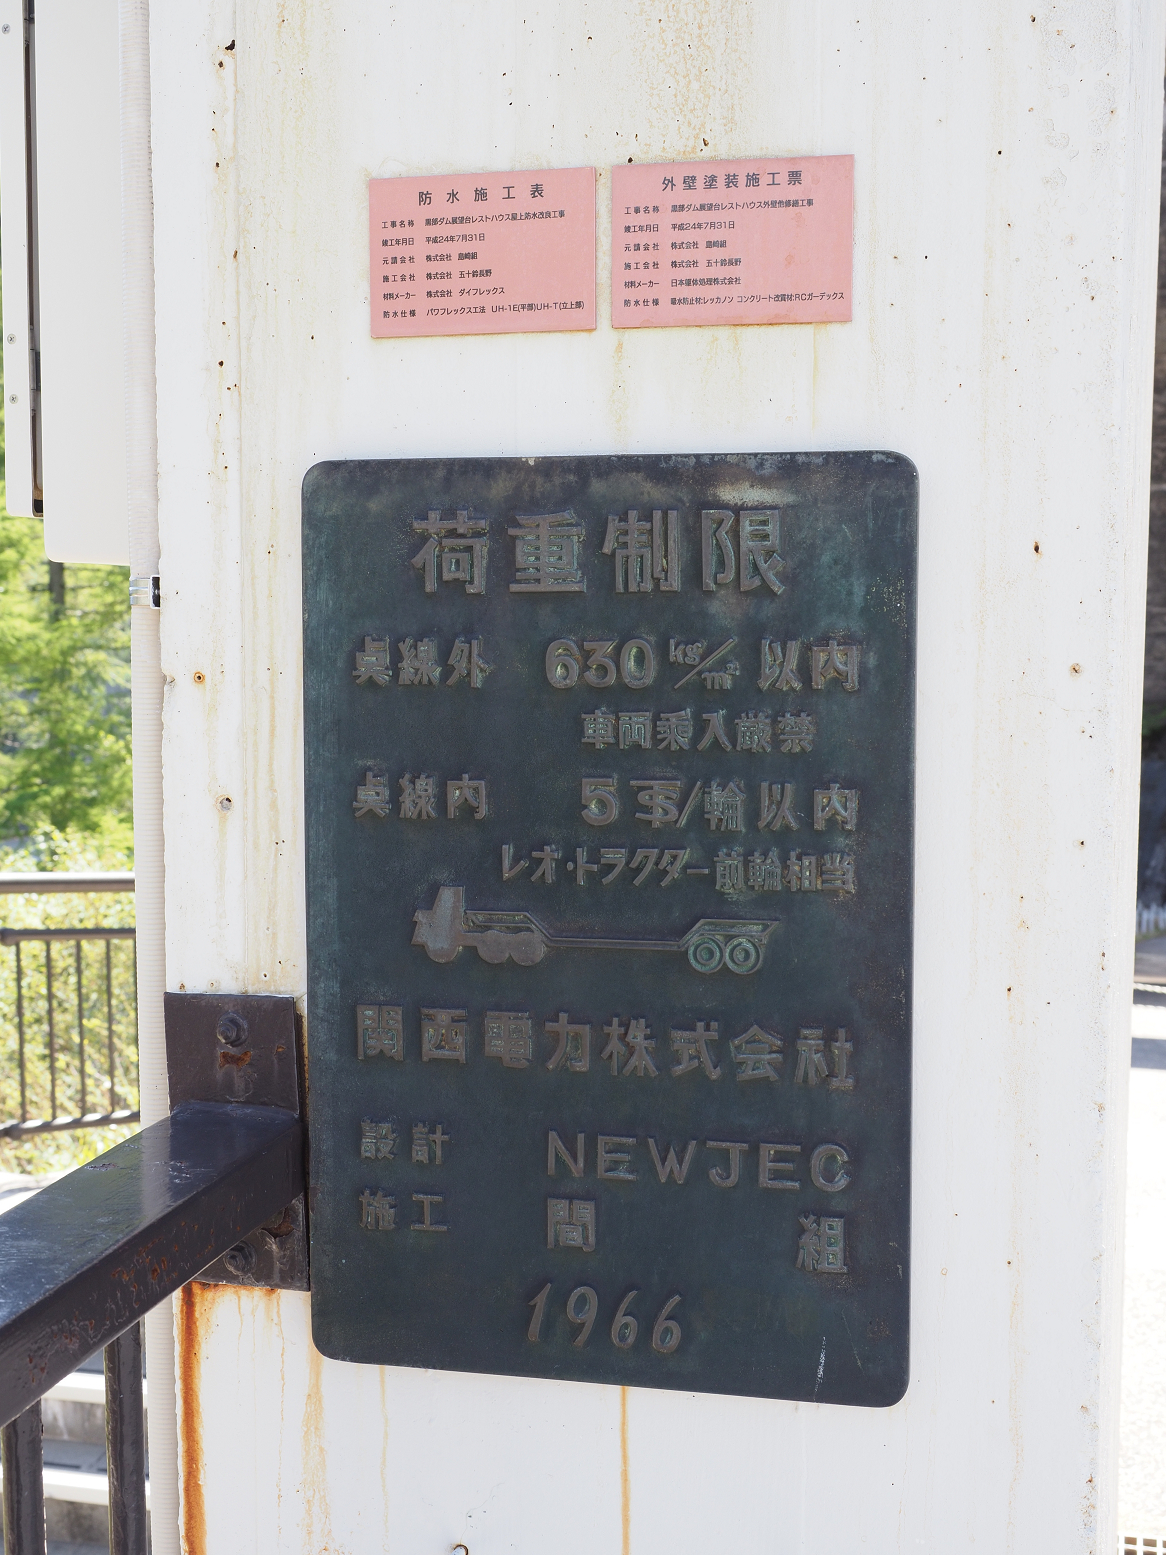 防水施工表
工事名称 黒部ダム展望台レストハウス屋上防水改良工事
竣工年月日 平成24年7月31日
元請会社 株式会社 島崎組
施工会社 株式会社 五十鈴長野
材料メーカー 株式会社 ダイフレックス
防水仕様 パワフレックス工法 UH-1E(平部)UH-T(立上部)
外壁塗装施工票
工事名称 黒部ダム展望台レストハウス外壁他修繕工事
竣工年月日 平成24年7月31日
元請会社 株式会社 島崎組
施工会社 株式会社 五十鈴長野
材料メーカー 日本躯体処理株式会社
防水仕様 吸水防止材:レッカノン コンクリート改質材:RCガーデックス
荷重制限
点線外 630kg/m² 以内
車両乗入厳禁
点線内 5/輪以内
レオ・トラクター前輪相当
関西電力株式会社
設計 NEWJEC
施工 間組
1966